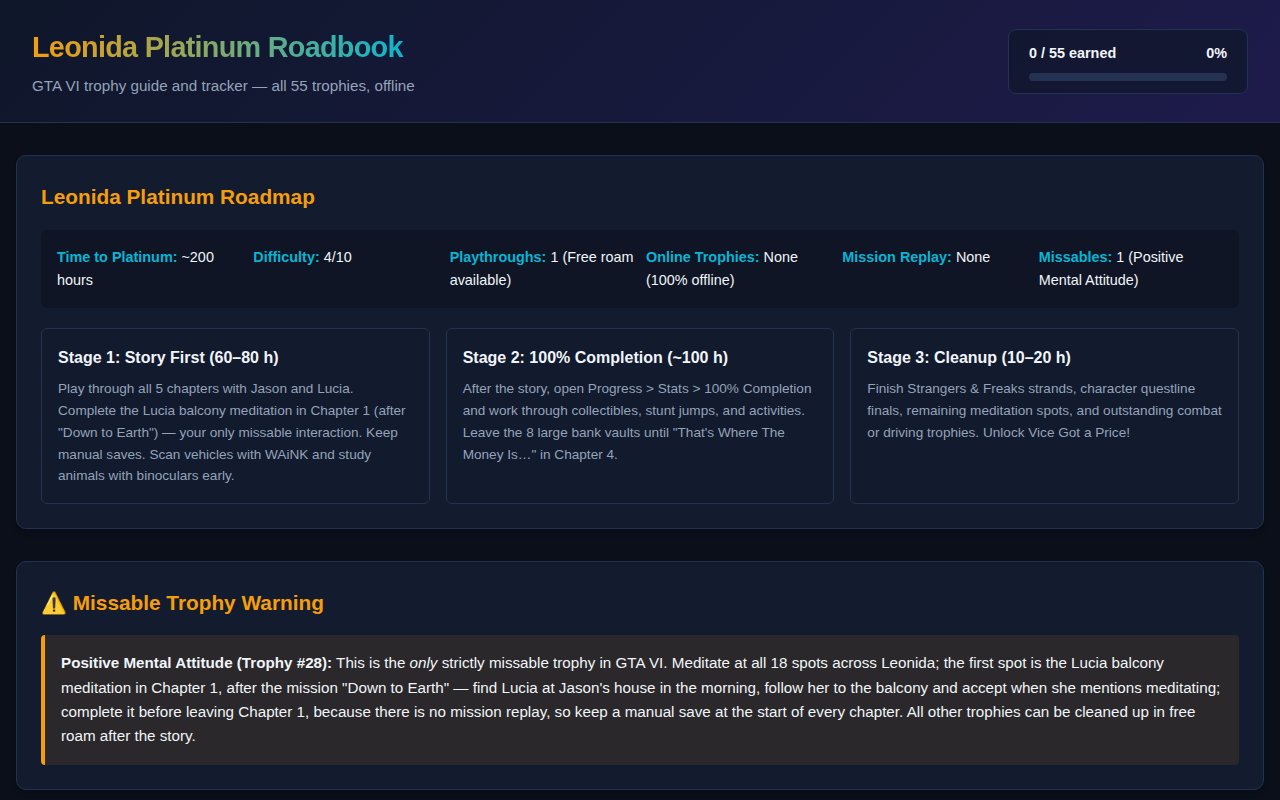 Leonida Platinum Roadbook
GTA VI trophy guide and tracker — all 55 trophies, offline
0 / 55 earned 0%
Leonida Platinum Roadmap
Time to Platinum: ~200
hours
Difficulty: 4/10
Playthroughs: 1 (Free roam
available)
Online Trophies: None
(100% offline)
Mission Replay: None
Missables: 1 (Positive
Mental Attitude)
Stage 1: Story First (60–80 h)
Play through all 5 chapters with Jason and Lucia.
Complete the Lucia balcony meditation in Chapter 1 (after
"Down to Earth") — your only missable interaction. Keep
manual saves. Scan vehicles with WAiNK and study
animals with binoculars early.
Stage 2: 100% Completion (~100 h)
After the story, open Progress > Stats > 100% Completion
and work through collectibles, stunt jumps, and activities.
Leave the 8 large bank vaults until "That's Where The
Money Is…" in Chapter 4.
Stage 3: Cleanup (10–20 h)
Finish Strangers & Freaks strands, character questline
finals, remaining meditation spots, and outstanding combat
or driving trophies. Unlock Vice Got a Price!
⚠️ Missable Trophy Warning
Positive Mental Attitude (Trophy #28): This is the only strictly missable trophy in GTA VI. Meditate at all 18 spots across Leonida; the first spot is the Lucia balcony
meditation in Chapter 1, after the mission "Down to Earth" — find Lucia at Jason's house in the morning, follow her to the balcony and accept when she mentions meditating;
complete it before leaving Chapter 1, because there is no mission replay, so keep a manual save at the start of every chapter. All other trophies can be cleaned up in free
roam after the story.